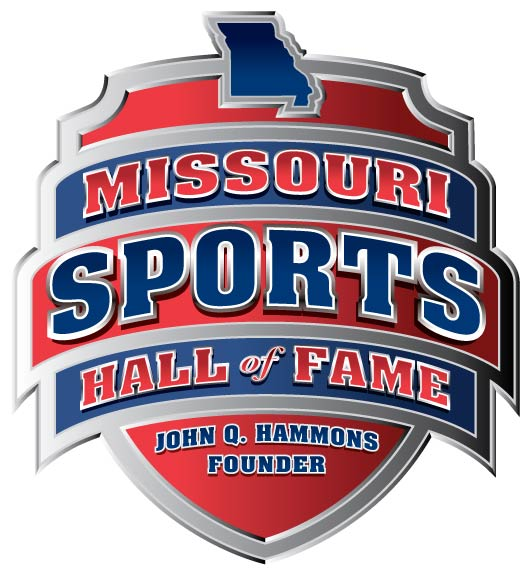 MISSOURI
SPORTS
HALL of FAME
JOHN Q. HAMMONS
FOUNDER